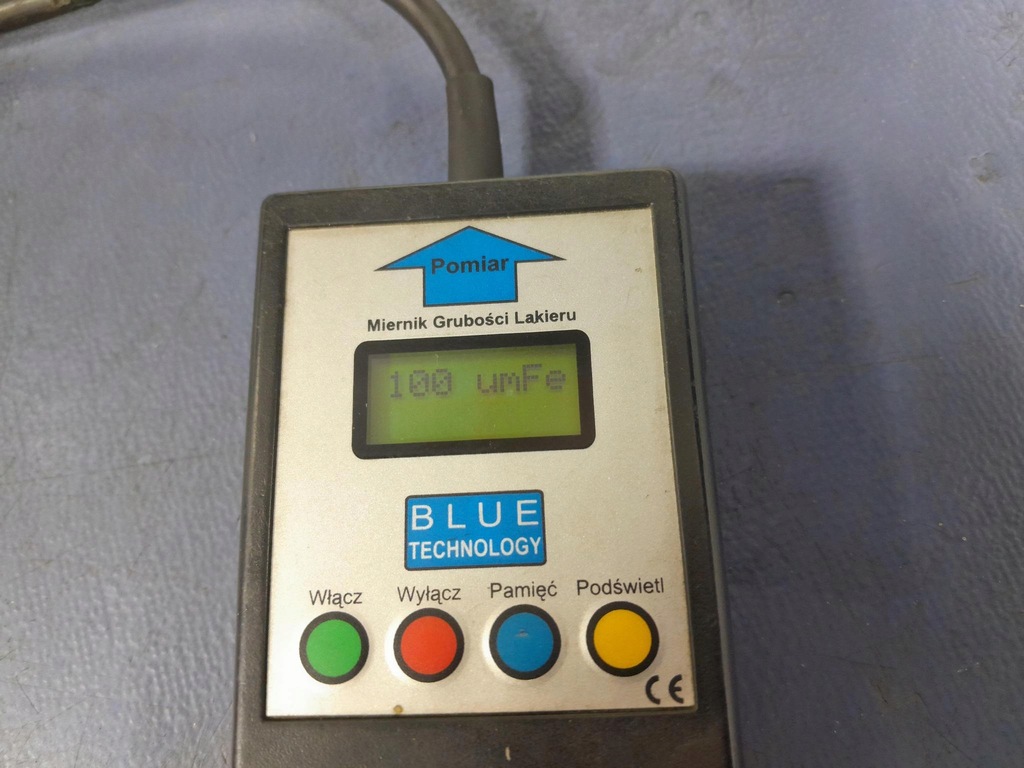 Pomiar
Miernik Grubości Lakieru
100 umFe
BLUE
TECHNOLOGY
Włącz Wyłącz Pamięć Podświetl
CE